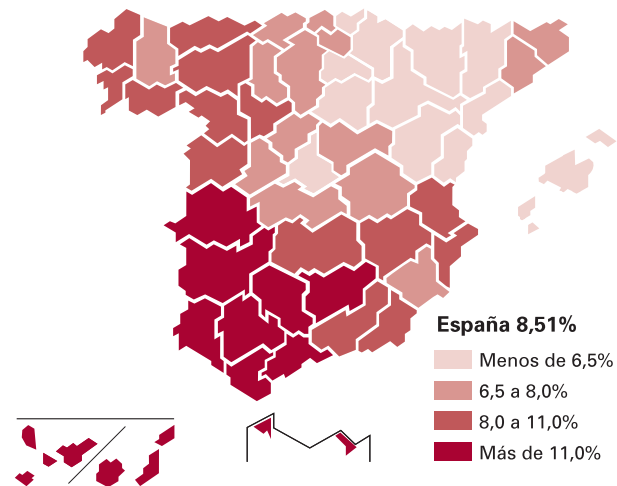 España 8,51%
Menos de 6,5%
6,5 a 8,0%
8,0 a 11,0%
Más de 11,0%